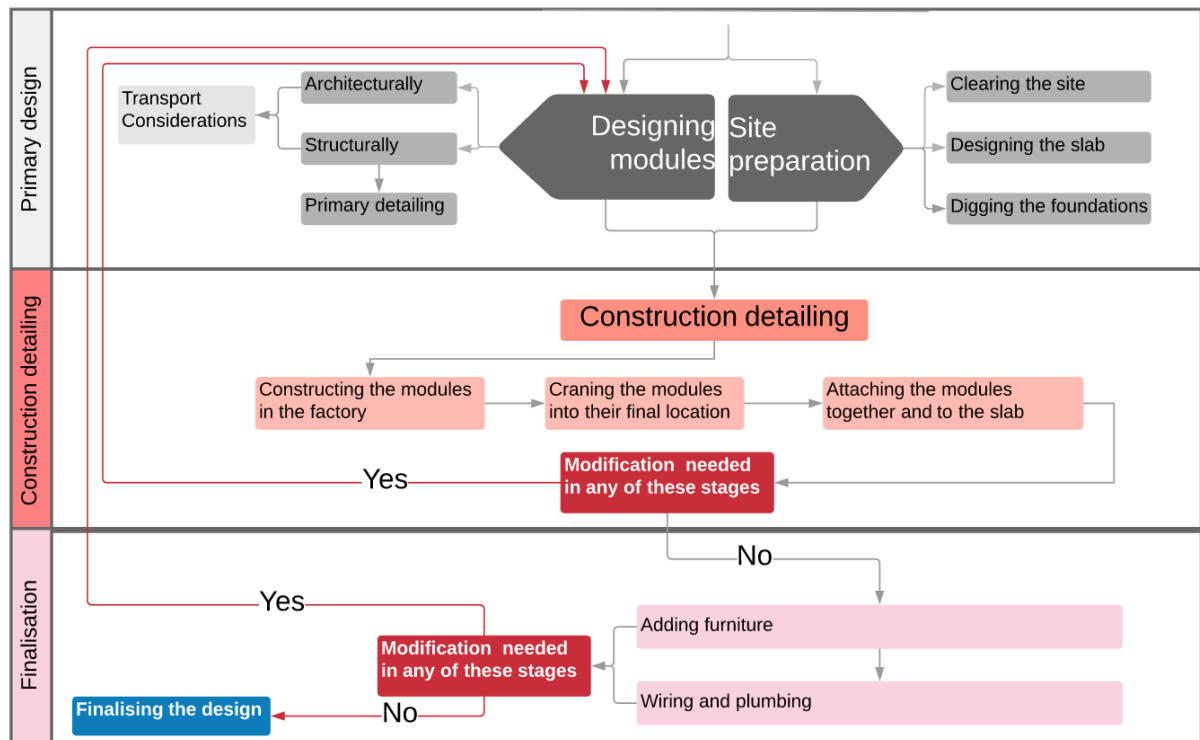 Primary design
Transport
Considerations
Architecturally
Structurally
Primary detailing
Designing
modules
Site
preparation
Clearing the site
Designing the slab
Digging the foundations
Construction detailing
Construction detailing
Constructing the modules
in the factory
Craning the modules
into their final location
Attaching the modules
together and to the slab
Modification needed
in any of these stages
Yes
No
Finalisation
Yes
Adding furniture
Modification needed
in any of these stages
Wiring and plumbing
No
Finalising the design